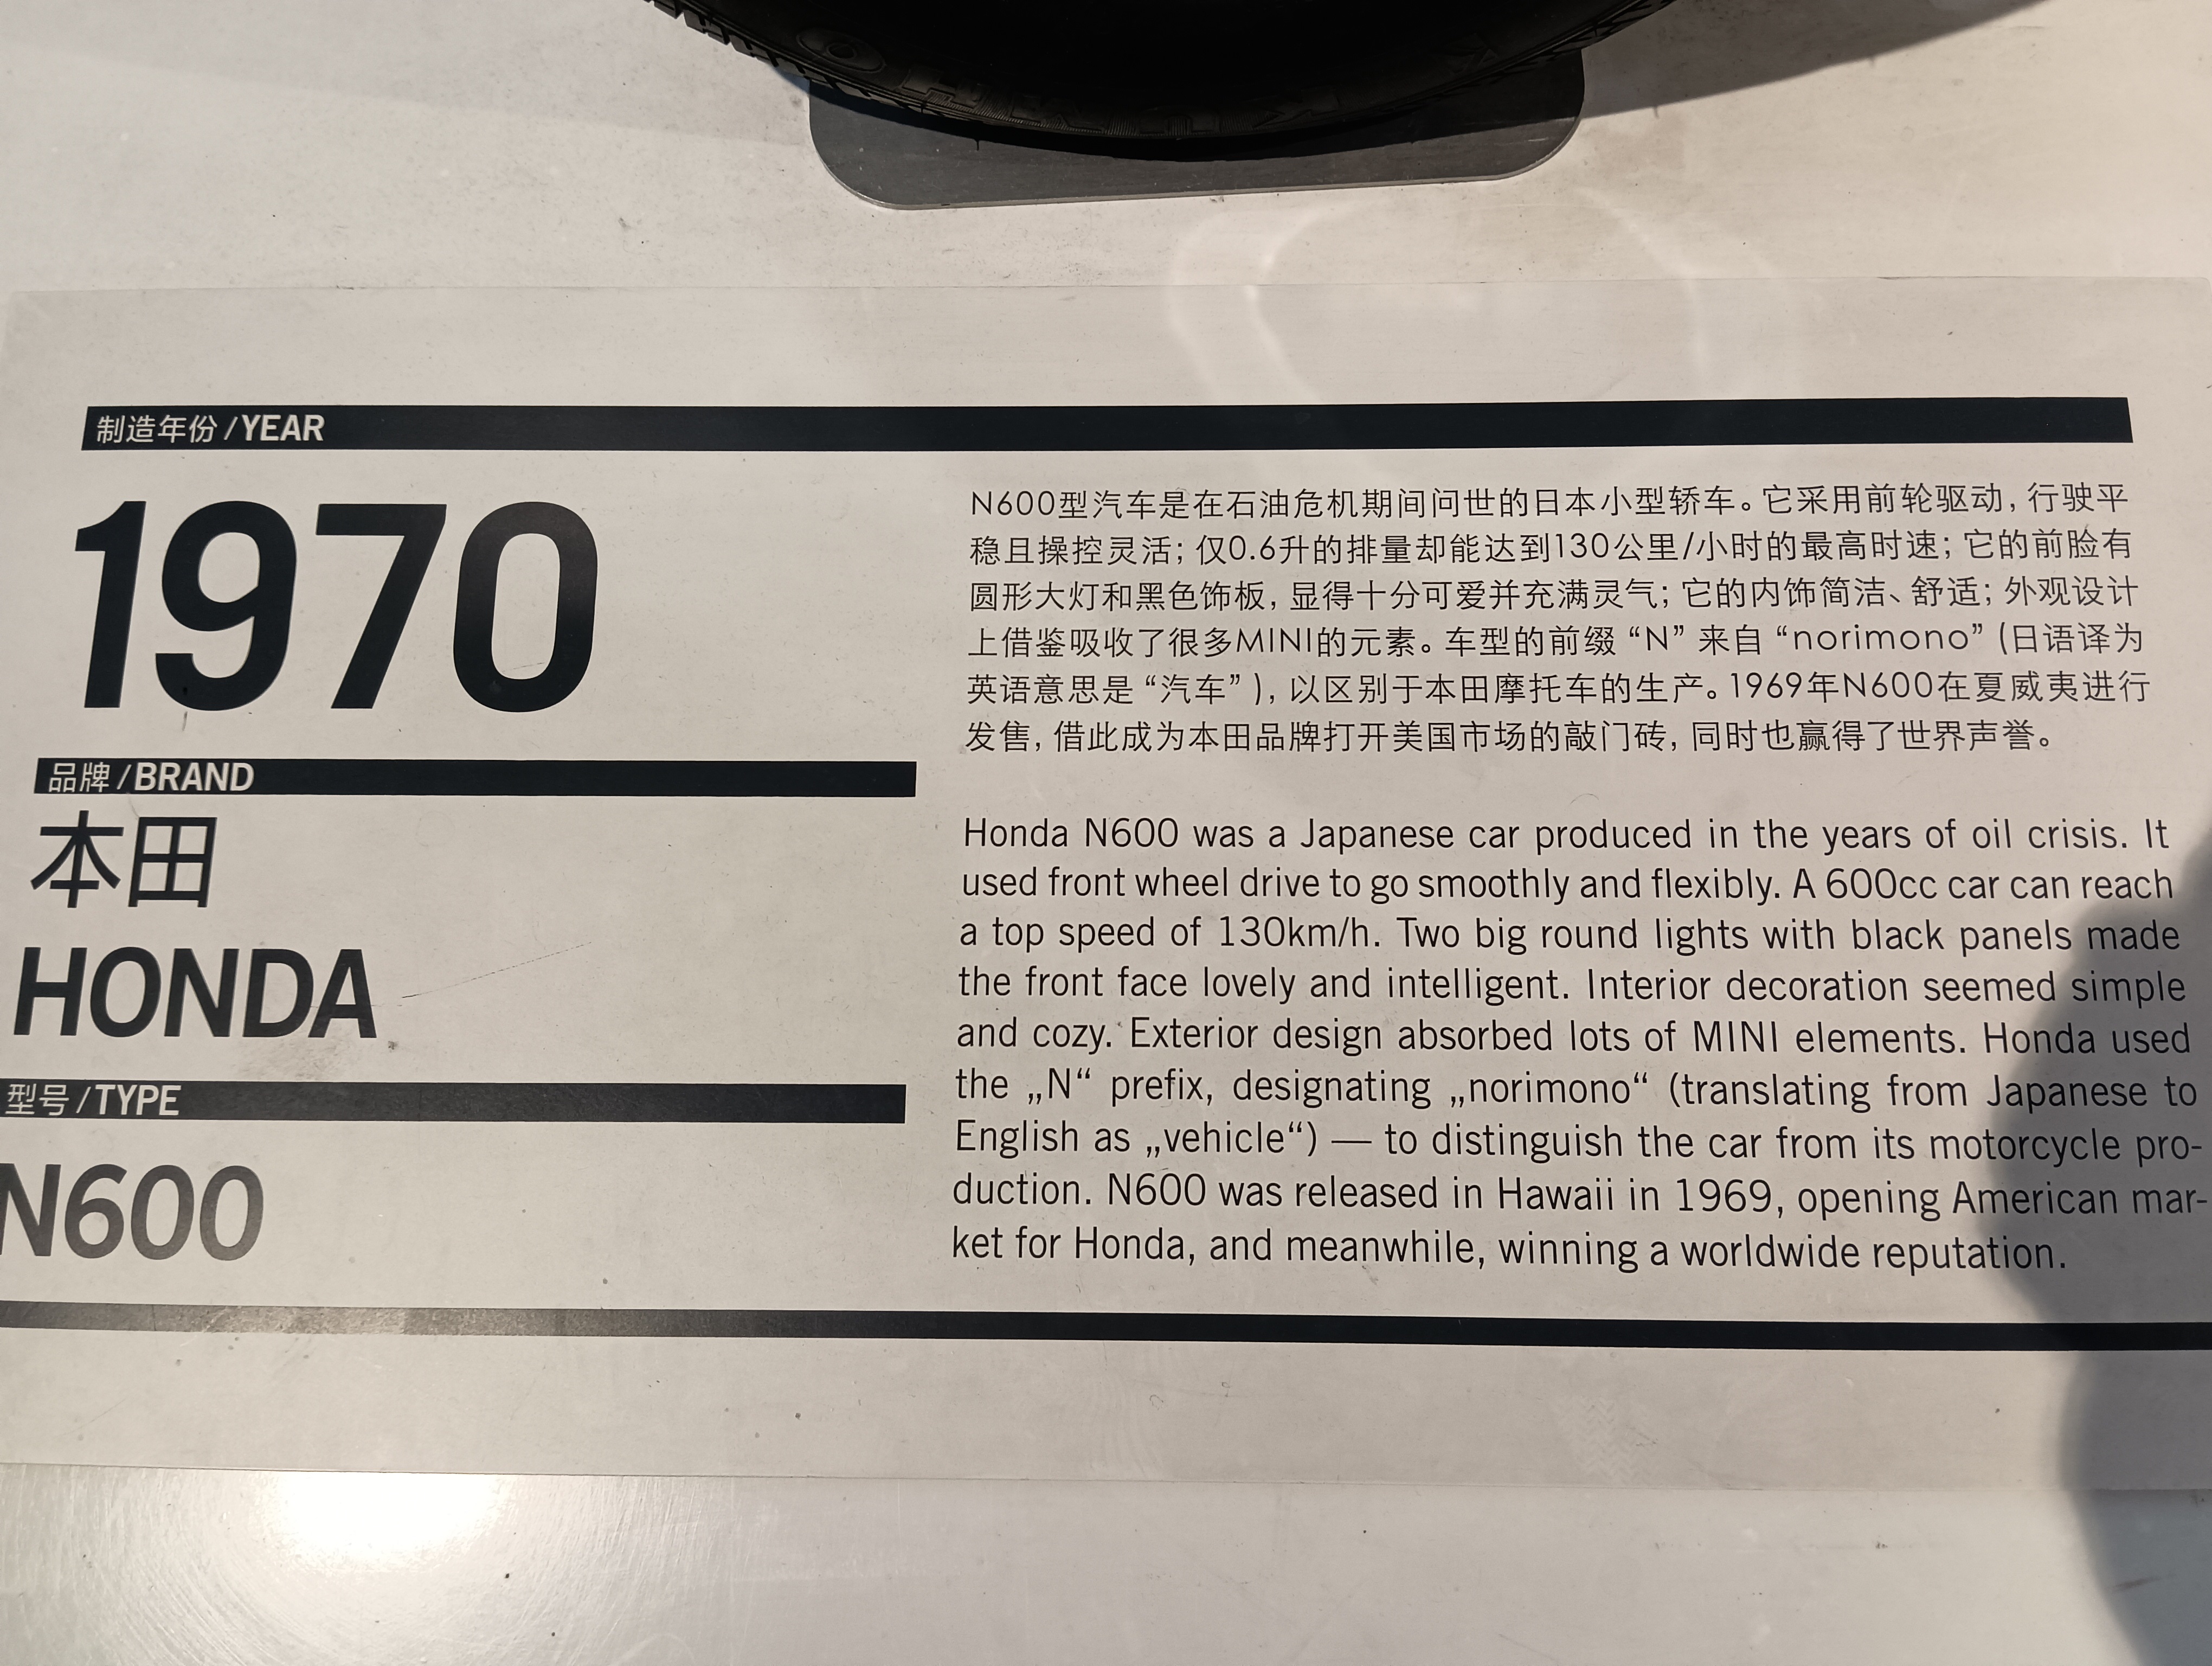 制造年份/YEAR
1970
N600型汽车是在石油危机期间问世的日本小型轿车。它采用前轮驱动，行驶平
稳且操控灵活；仅0.6升的排量却能达到130公里/小时的最高时速；它的前脸有
圆形大灯和黑色饰板，显得十分可爱并充满灵气；它的内饰简洁、舒适；外观设计
上借鉴吸收了很多MINI的元素。车型的前缀“N”来自“norimono”(日语译为
英语意思是“汽车”)，以区别于本田摩托车的生产。1969年N600在夏威夷进行
发售，借此成为本田品牌打开美国市场的敲门砖，同时也赢得了世界声誉。
品牌/BRAND
本田
HONDA
型号/TYPE
N600
Honda N600 was a Japanese car produced in the years of oil crisis. It
used front wheel drive to go smoothly and flexibly. A 600cc car can reach
a top speed of 130km/h. Two big round lights with black panels made
the front face lovely and intelligent. Interior decoration seemed simple
and cozy. Exterior design absorbed lots of MINI elements. Honda used
the „N“ prefix, designating „norimono“ (translating from Japanese to
English as „vehicle“) — to distinguish the car from its motorcycle pro-
duction. N600 was released in Hawaii in 1969, opening American mar-
ket for Honda, and meanwhile, winning a worldwide reputation.